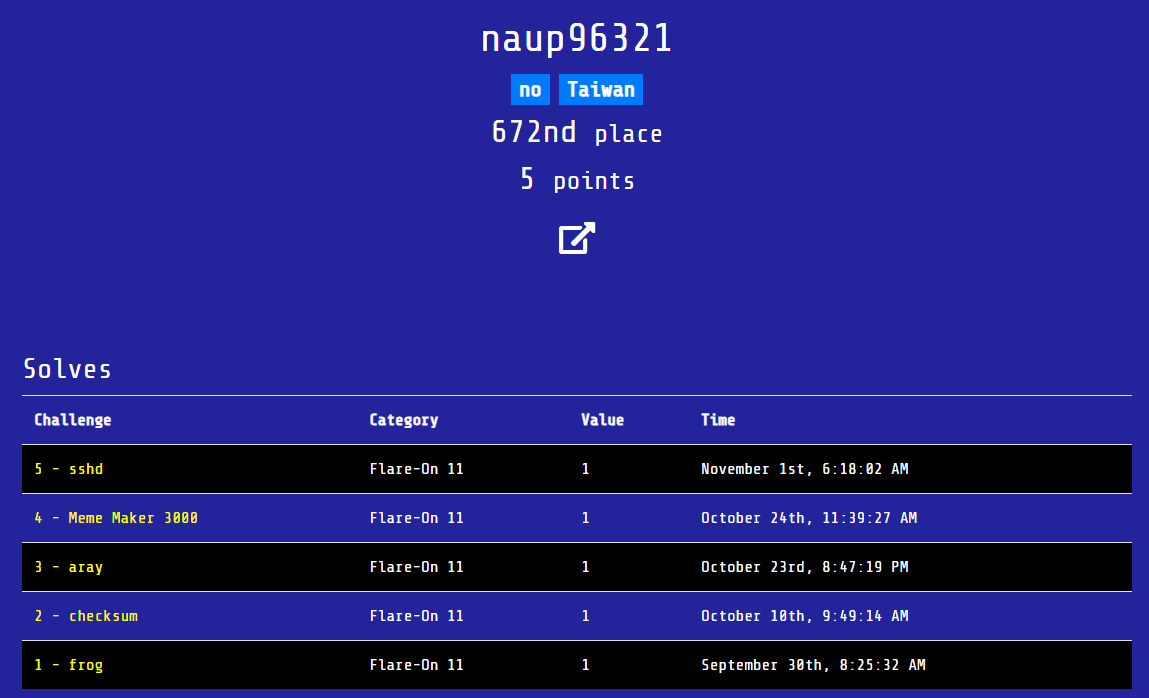 naup96321
no Taiwan
672nd place
5 points
Solves
Challenge Category Value Time
5 - sshd Flare-On 11 1 November 1st, 6:18:02 AM
4 - Meme Maker 3000 Flare-On 11 1 October 24th, 11:39:27 AM
3 - aray Flare-On 11 1 October 23rd, 8:47:19 PM
2 - checksum Flare-On 11 1 October 10th, 9:49:14 AM
1 - frog Flare-On 11 1 September 30th, 8:25:32 AM